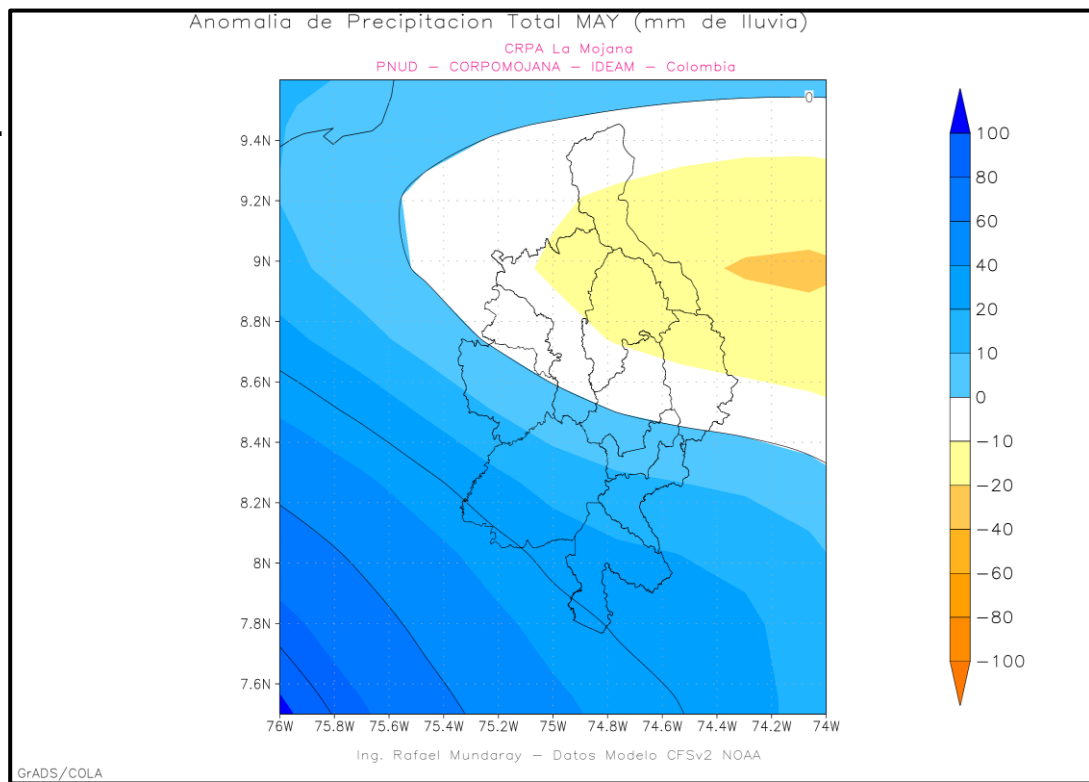 Anomalia de Precipitacion Total MAY (mm de lluvia)
CRPA La Mojana
PNUD – CORPOMOJANA – IDEAM – Colombia
0
9.4N
9.2N
9N
8.8N
8.6N
8.4N
8.2N
8N
7.8N
7.6N
76W 75.8W 75.6W 75.4W 75.2W 75W 74.8W 74.6W 74.4W 74.2W 74W
100
80
60
40
20
10
0
−10
−20
−40
−60
−80
−100
Ing. Rafael Mundaray – Datos Modelo CFSv2 NOAA
GrADS/COLA